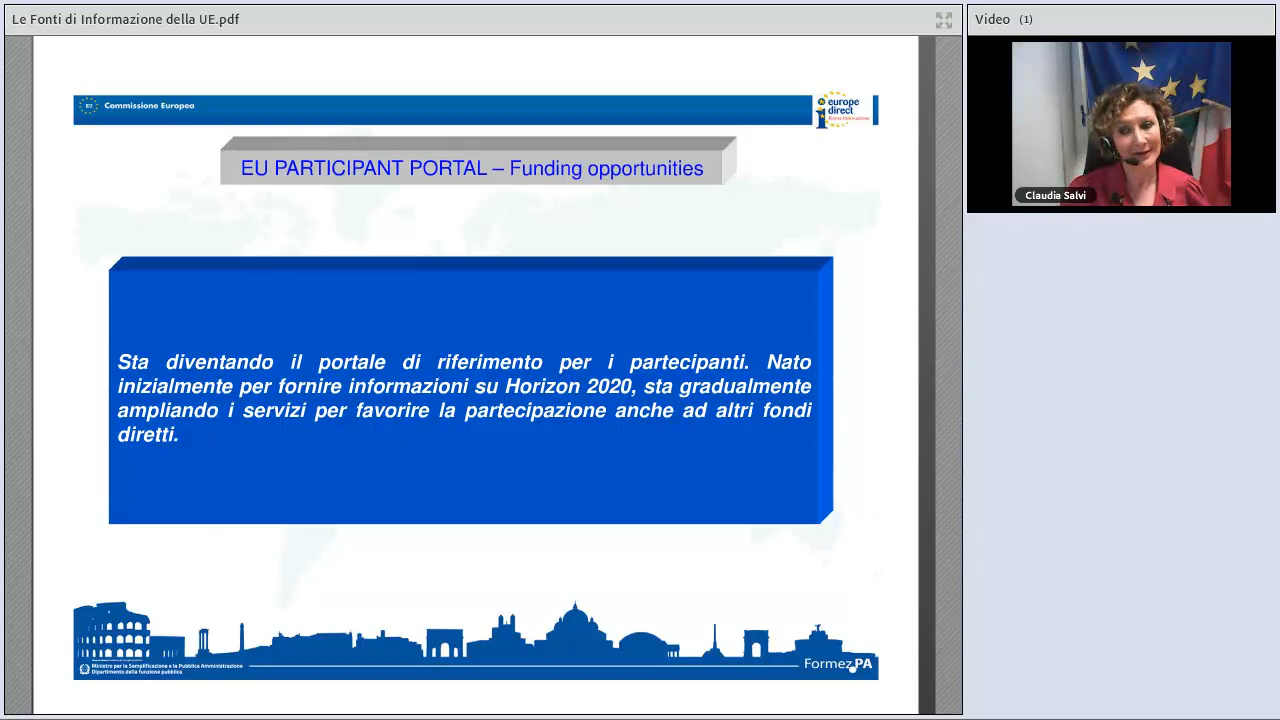 Le Fonti di Informazione della UE.pdf
Video (1)
Commissione Europea
europe
direct
EU PARTICIPANT PORTAL – Funding opportunities
Claudia Salvi
Sta diventando il portale di riferimento per i partecipanti. Nato
inizialmente per fornire informazioni su Horizon 2020, sta gradualmente
ampliando i servizi per favorire la partecipazione anche ad altri fondi
diretti.
Ministro per la Semplificazione e la Pubblica Amministrazione
Dipartimento della funzione pubblica
FormezPA